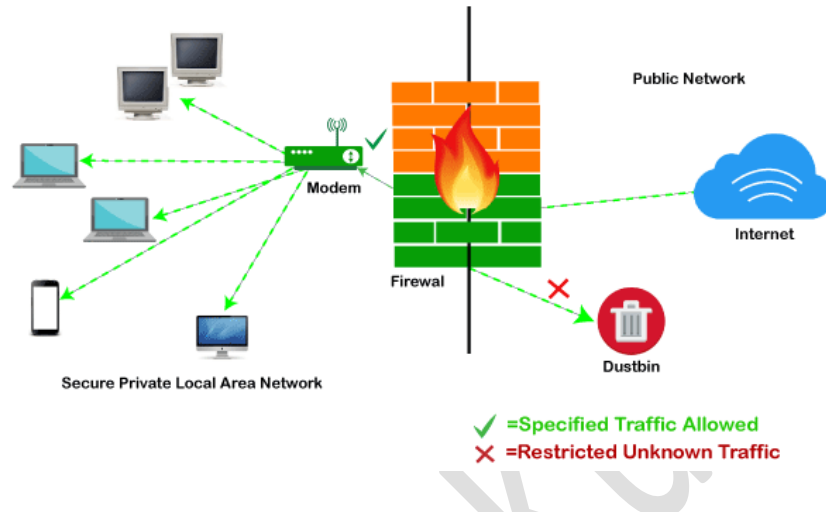 Public Network
Modem
Internet
Firewal
Dustbin
Secure Private Local Area Network
=Specified Traffic Allowed
=Restricted Unknown Traffic